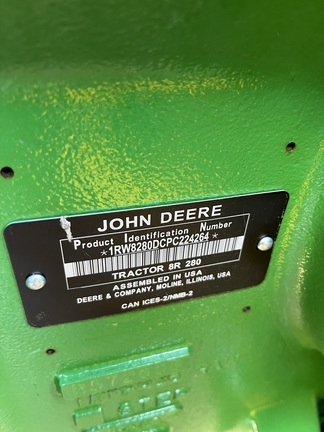 JOHN DEERE
Product Identification Number
*1RW8280DCPC224264*
TRACTOR 8R 280
ASSEMBLED IN USA
DEERE & COMPANY, MOLINE, ILLINOIS, USA
CAN ICES-2/NMB-2